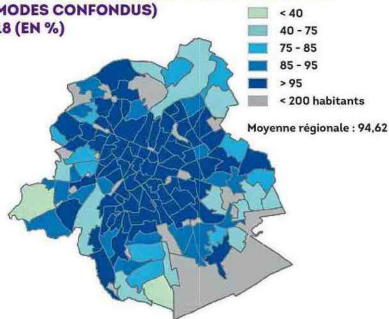 MODES CONFONDUS)
18 (EN %)
< 40
40 - 75
75 - 85
85 - 95
> 95
< 200 habitants
Moyenne régionale : 94,62